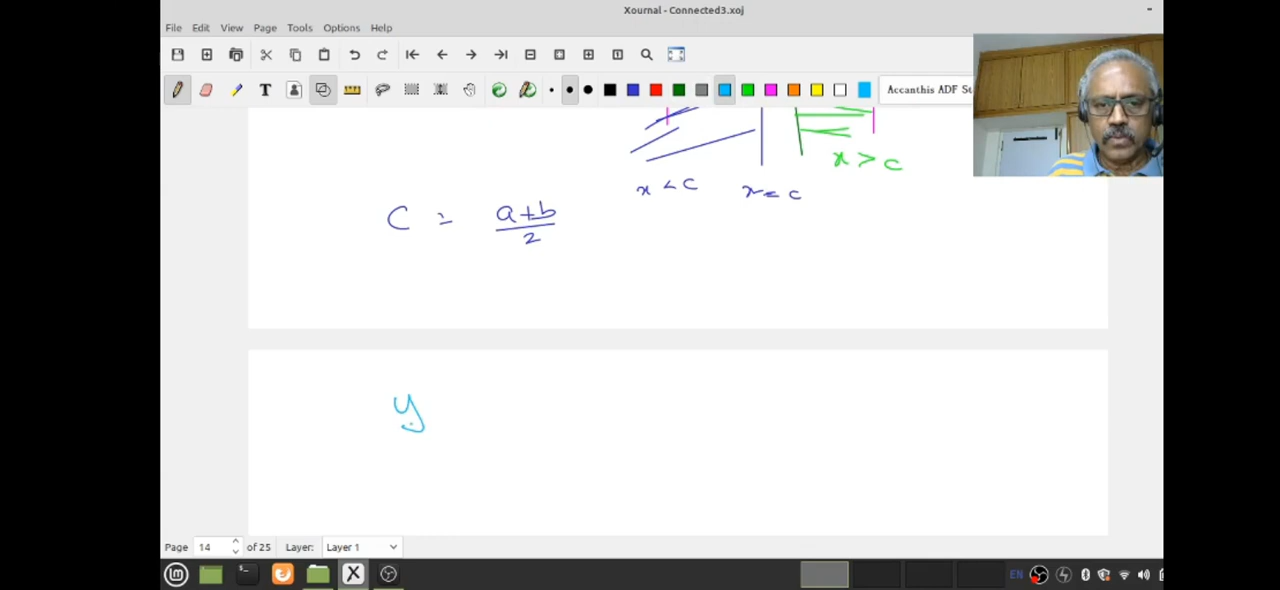 Xournal - Connected3.xoj
File Edit View Page Tools Options Help
T
Accanthis ADF St
x > c
x < c
x = c
C = a+b
2
y
Page 14 of 25 Layer: Layer 1
EN